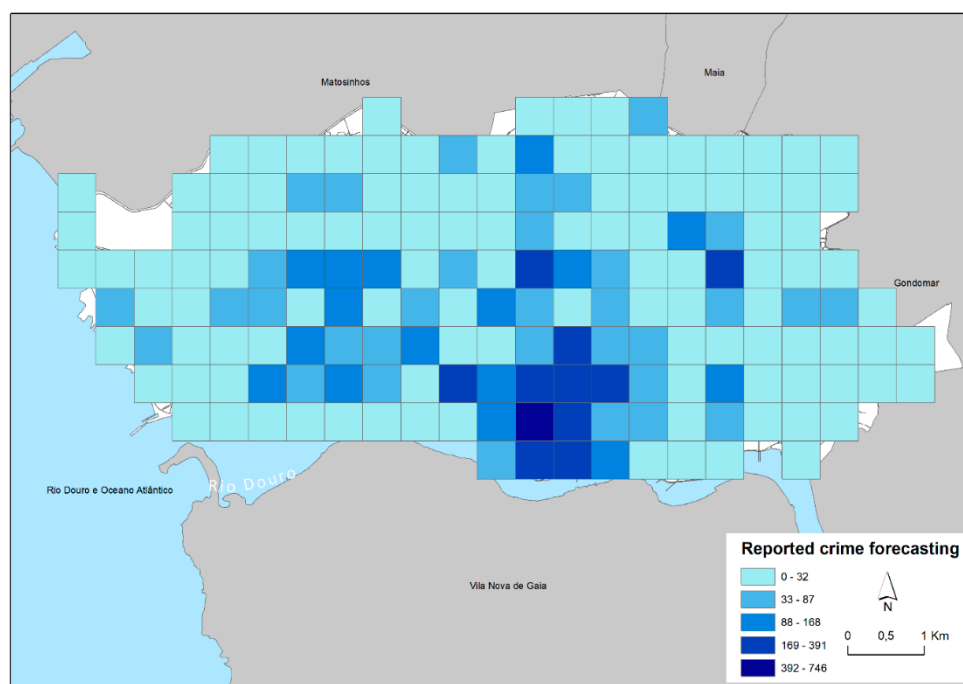 Matosinhos
Maia
Gondomar
Rio Douro e Oceano Atlântico
Rio Douro
Vila Nova de Gaia
Reported crime forecasting
0 - 32
33 - 87
88 - 168
169 - 391
392 - 746
N
0 0,5 1 Km